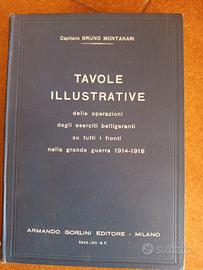 Capitano BRUNO MONTANARI
TAVOLE
ILLUSTRATIVE
delle operazioni
degli eserciti belligeranti
su tutti i fronti
nella grande guerra 1914-1918
ARMANDO GORLINI EDITORE - MILANO
subito